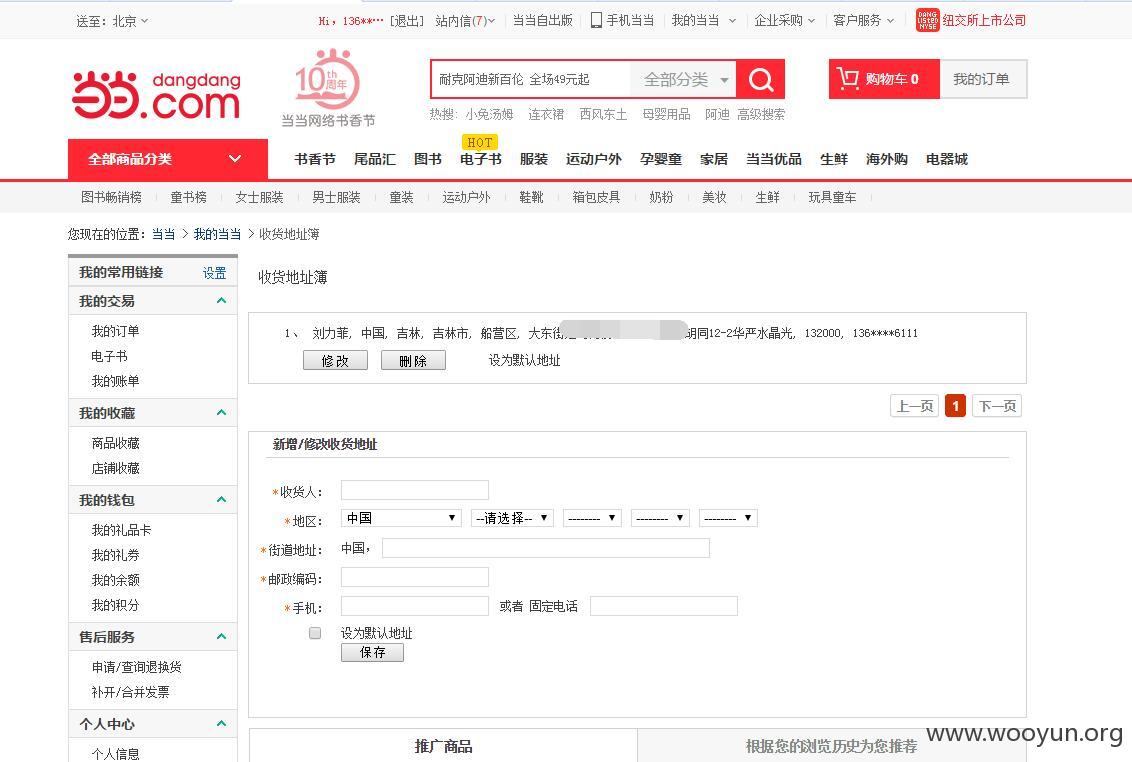 送至：北京 Hi，136**··· [退出] 站内信(7) 当当自出版 手机当当 我的当当 企业采购 客户服务 DANG LISTED NYSE 纽交所上市公司
当当 dangdang .com 10th 周年 当当网络书香节
耐克阿迪新百伦 全场49元起 全部分类 购物车 0 我的订单
热搜：小兔汤姆 连衣裙 西风东土 母婴用品 阿迪 高级搜索
HOT
全部商品分类 书香节 尾品汇 图书 电子书 服装 运动户外 孕婴童 家居 当当优品 生鲜 海外购 电器城
图书畅销榜 童书榜 女士服装 男士服装 童装 运动户外 鞋靴 箱包皮具 奶粉 美妆 生鲜 玩具童车
您现在的位置：当当 > 我的当当 > 收货地址簿
我的常用链接 设置
我的交易
我的订单
电子书
我的账单
我的收藏
商品收藏
店铺收藏
我的钱包
我的礼品卡
我的礼券
我的余额
我的积分
售后服务
申请/查询退换货
补开/合并发票
个人中心
个人信息
收货地址簿
1、 刘力菲, 中国, 吉林, 吉林市, 船营区, 大东街 胡同12-2华严水晶光, 132000, 136****6111
修改 删除 设为默认地址
上一页 1 下一页
新增/修改收货地址
*收货人：
*地区： 中国 --请选择-- -------- -------- --------
*街道地址： 中国，
*邮政编码：
*手机： 或者 固定电话
设为默认地址
保存
推广商品 根据您的浏览历史为您推荐
www.wooyun.org